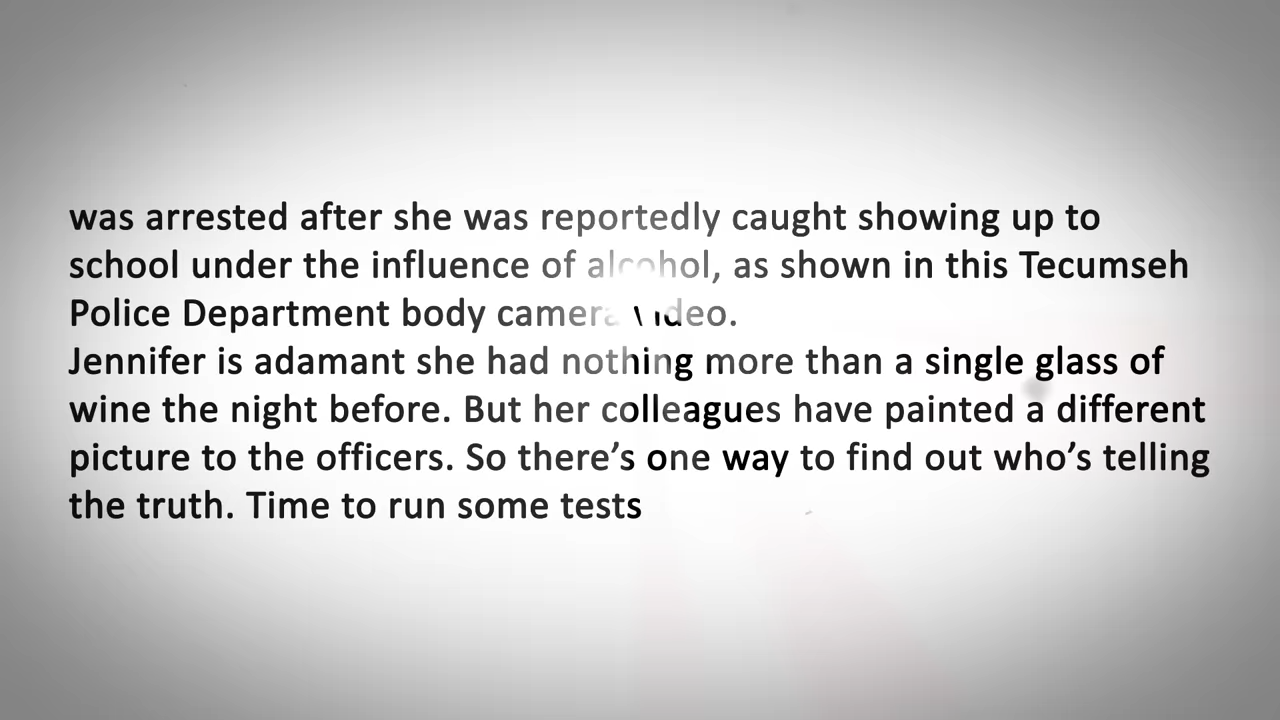 was arrested after she was reportedly caught showing up to
school under the influence of alcohol, as shown in this Tecumseh
Police Department body camera video.
Jennifer is adamant she had nothing more than a single glass of
wine the night before. But her colleagues have painted a different
picture to the officers. So there’s one way to find out who’s telling
the truth. Time to run some tests